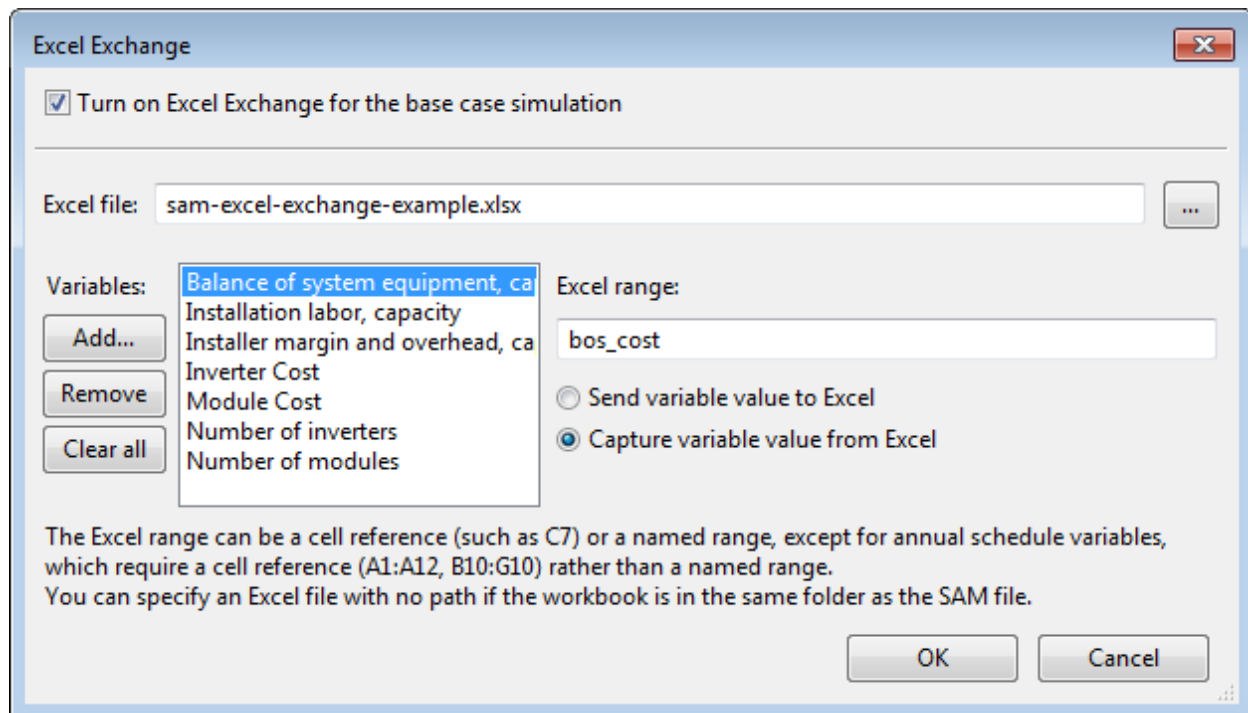 Excel Exchange
Turn on Excel Exchange for the base case simulation
Excel file: sam-excel-exchange-example.xlsx ...
Variables:
Add...
Remove
Clear all
Balance of system equipment, ca
Installation labor, capacity
Installer margin and overhead, ca
Inverter Cost
Module Cost
Number of inverters
Number of modules
Excel range:
bos_cost
Send variable value to Excel
Capture variable value from Excel
The Excel range can be a cell reference (such as C7) or a named range, except for annual schedule variables,
which require a cell reference (A1:A12, B10:G10) rather than a named range.
You can specify an Excel file with no path if the workbook is in the same folder as the SAM file.
OK Cancel